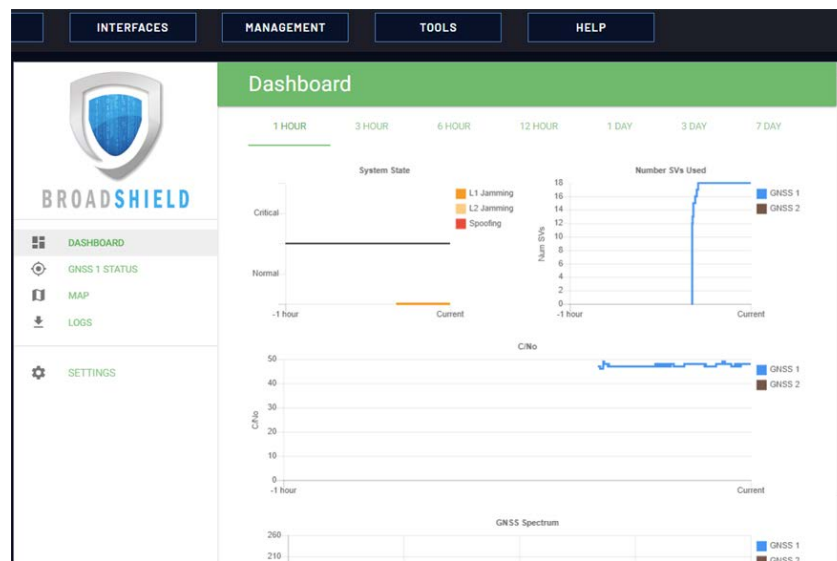 INTERFACES
MANAGEMENT
TOOLS
HELP
BROADSHIELD
DASHBOARD
GNSS 1 STATUS
MAP
LOGS
SETTINGS
Dashboard
1 HOUR
3 HOUR
6 HOUR
12 HOUR
1 DAY
3 DAY
7 DAY
System State
Critical
Normal
-1 hour
Current
L1 Jamming
L2 Jamming
Spoofing
Number SVs Used
Num SVs
18
16
14
12
10
8
6
4
2
0
-1 hour
Current
GNSS 1
GNSS 2
C/No
C/No
50
40
30
20
10
0
-1 hour
Current
GNSS 1
GNSS 2
GNSS Spectrum
260
210
GNSS 1
GNSS 2